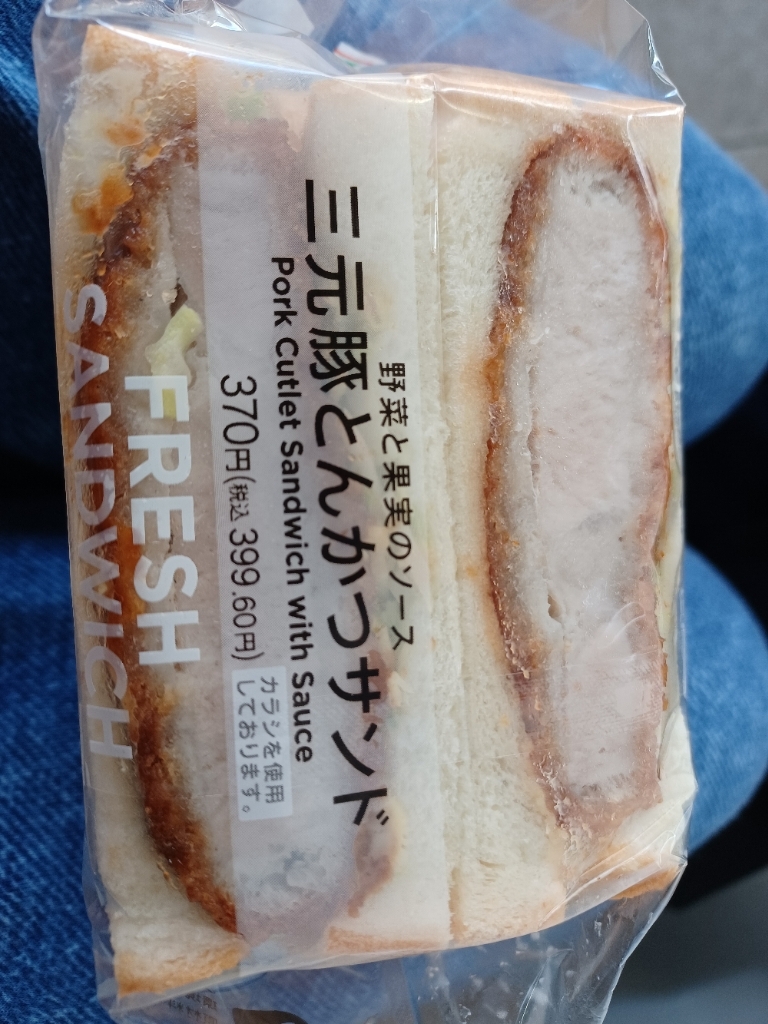 野菜と果実のソース
三元豚とんかつサンド
Pork Cutlet Sandwich with Sauce
370円(税込 399.60円)
カラシを使用
しております。
FRESH
SANDWICH